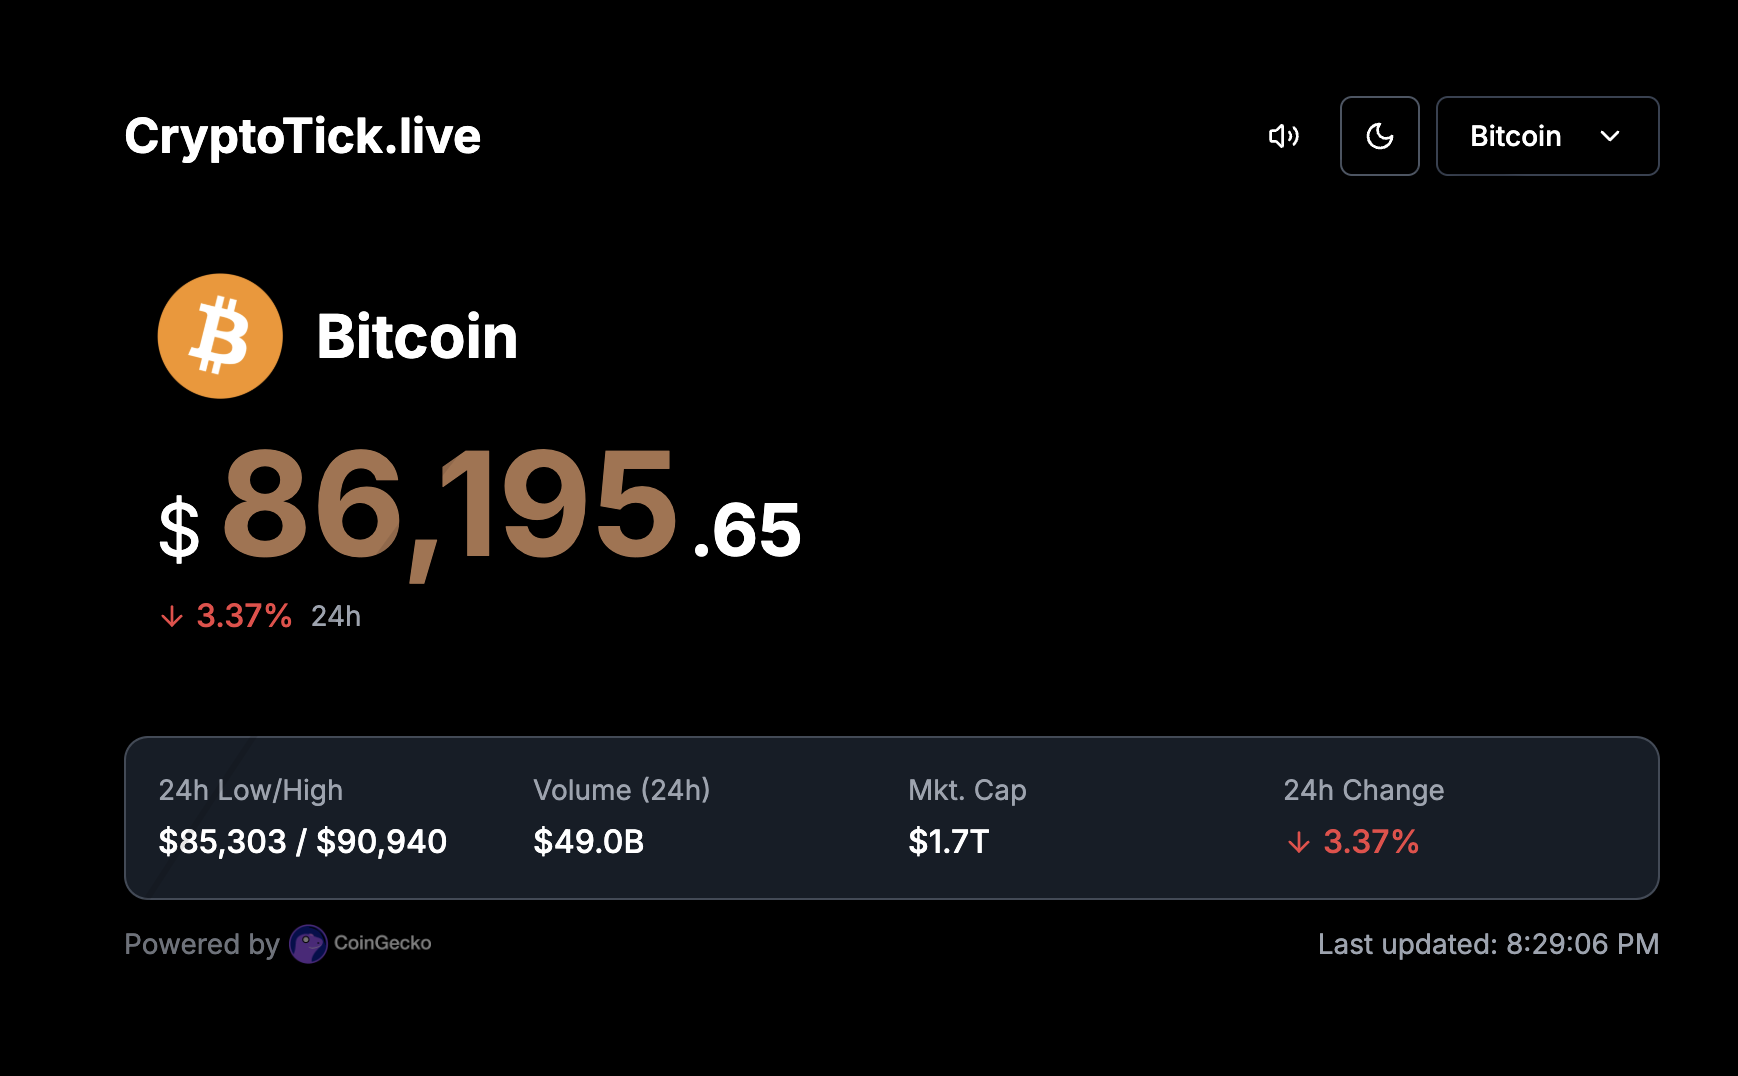 CryptoTick.live
Bitcoin
Bitcoin
$ 86,195.65
↓ 3.37% 24h
24h Low/High
$85,303 / $90,940
Volume (24h)
$49.0B
Mkt. Cap
$1.7T
24h Change
↓ 3.37%
Powered by CoinGecko
Last updated: 8:29:06 PM